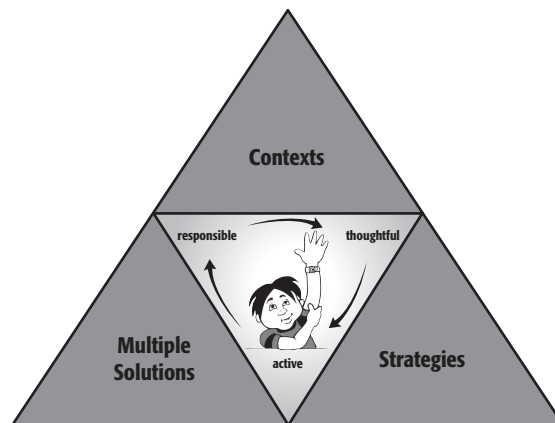 Contexts
responsible
thoughtful
active
Multiple
Solutions
Strategies